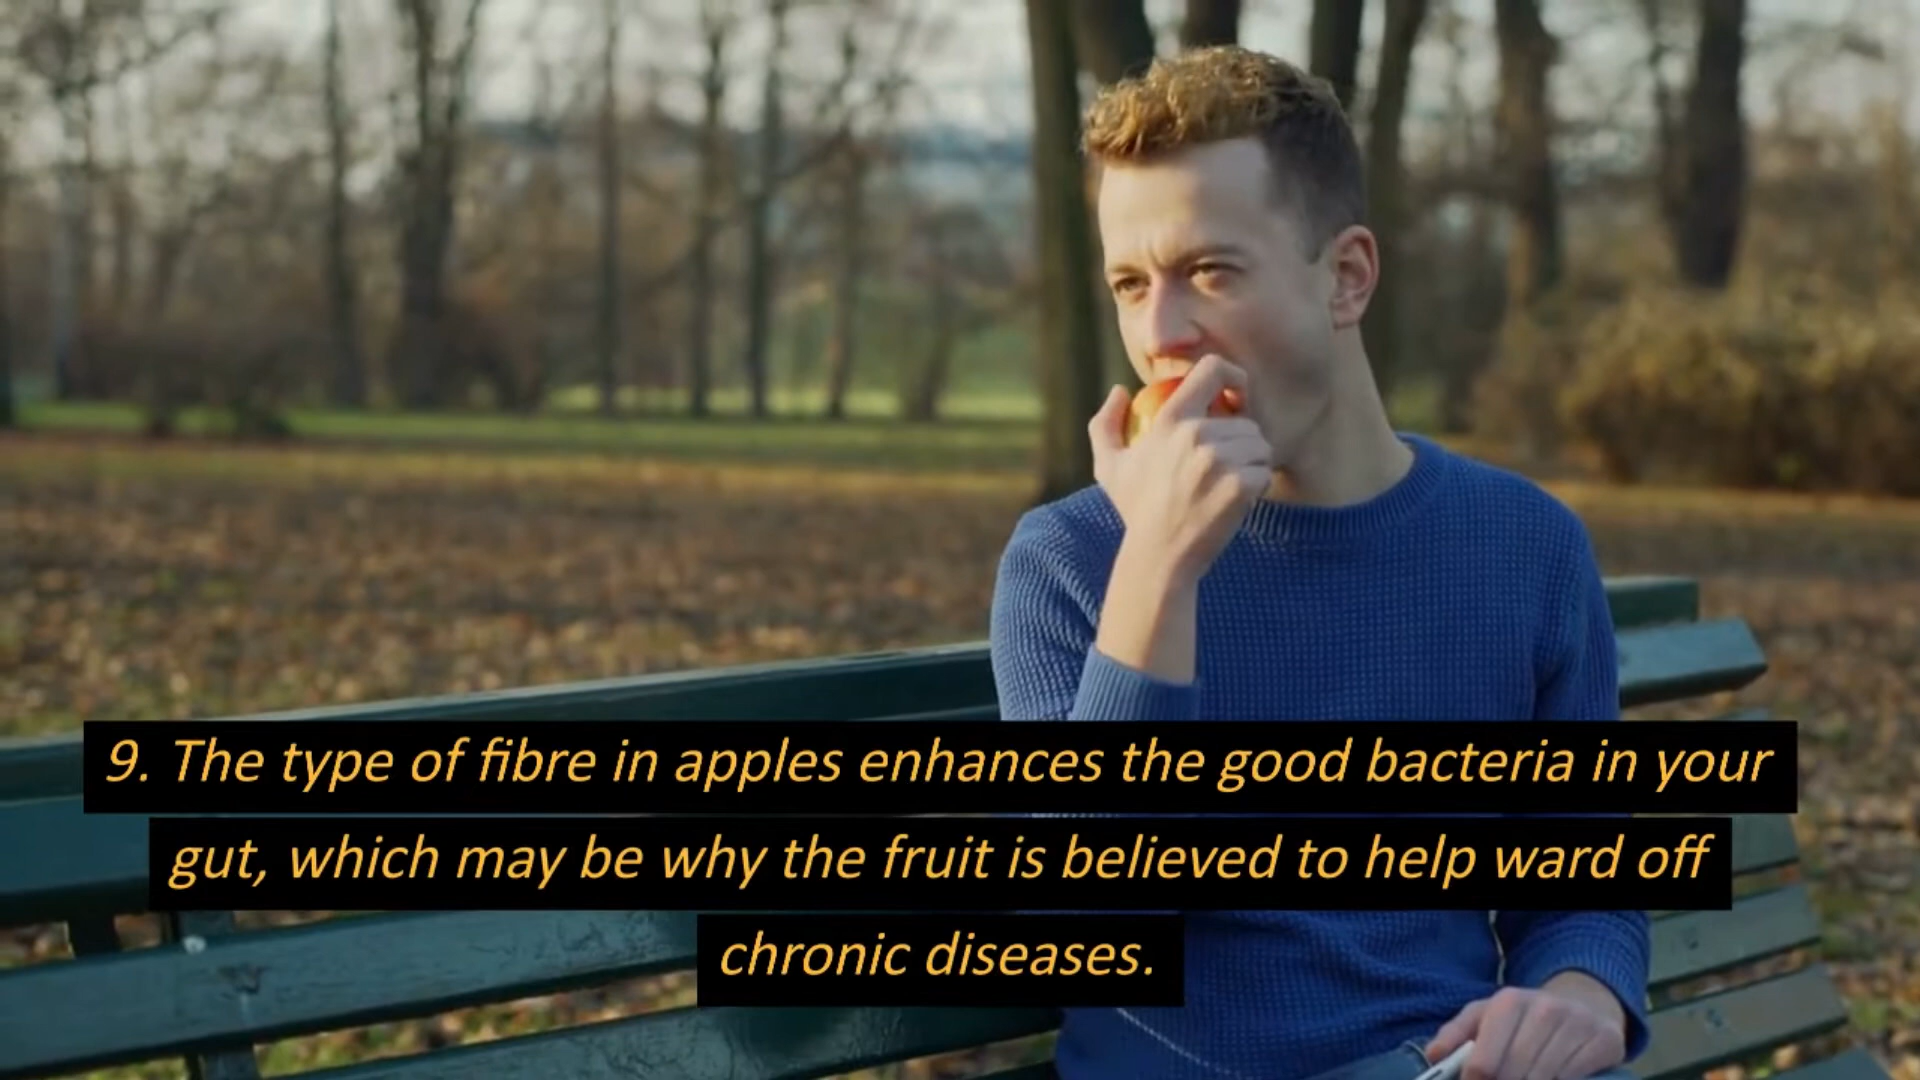 9. The type of fibre in apples enhances the good bacteria in your
gut, which may be why the fruit is believed to help ward off
chronic diseases.